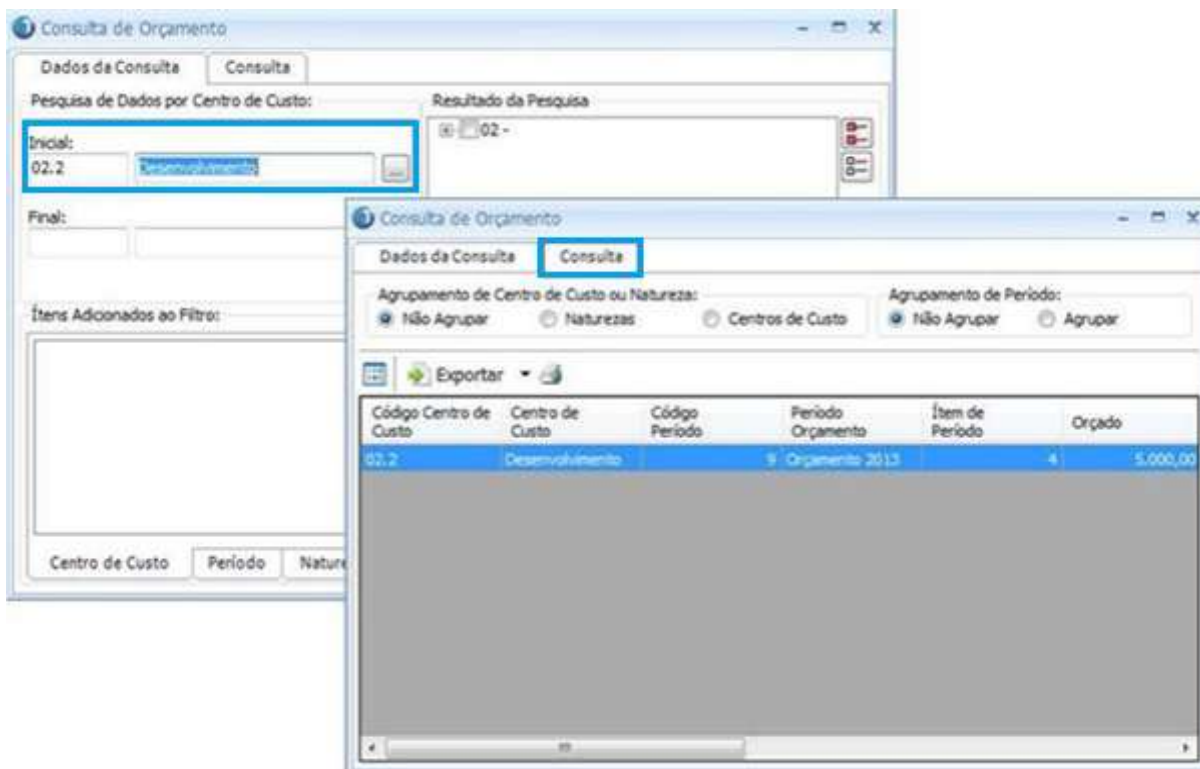 Consulta de Orçamento
Dados da Consulta Consulta
Pesquisa de Dados por Centro de Custo: Resultado da Pesquisa
02 -
Inicial:
02.2 Desenvolvimento ...
Final:
Ítens Adicionados ao Filtro:
Centro de Custo Período Nature
Consulta de Orçamento
Dados da Consulta Consulta
Agrupamento de Centro de Custo ou Natureza: Agrupamento de Período:
Não Agrupar Naturezas Centros de Custo Não Agrupar Agrupar
Exportar
Código Centro de Centro de Código Período Ítem de Orçado
Custo Custo Período Orçamento Período
02.2 Desenvolvimento 9 Orçamento 2013 4 5.000,00